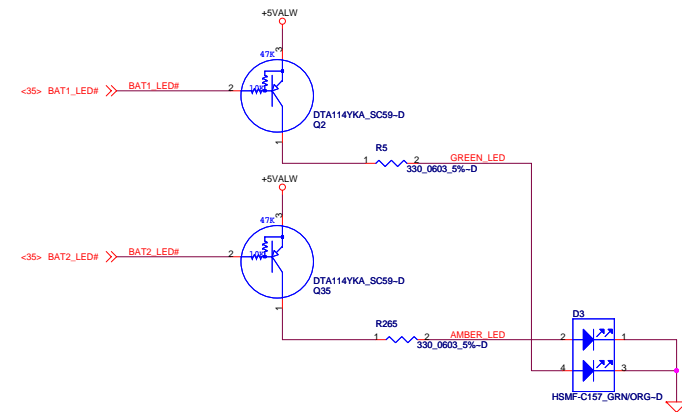 +5VALW
47K
3
<35> BAT1_LED#
BAT1_LED#
2
10K
DTA114YKA_SC59~D
Q2
1
R5
1
2
GREEN_LED
330_0603_5%~D
+5VALW
47K
3
<35> BAT2_LED#
BAT2_LED#
2
10K
DTA114YKA_SC59~D
Q35
1
R265
1
2
AMBER_LED
330_0603_5%~D
D3
2
1
4
3
HSMF-C157_GRN/ORG~D